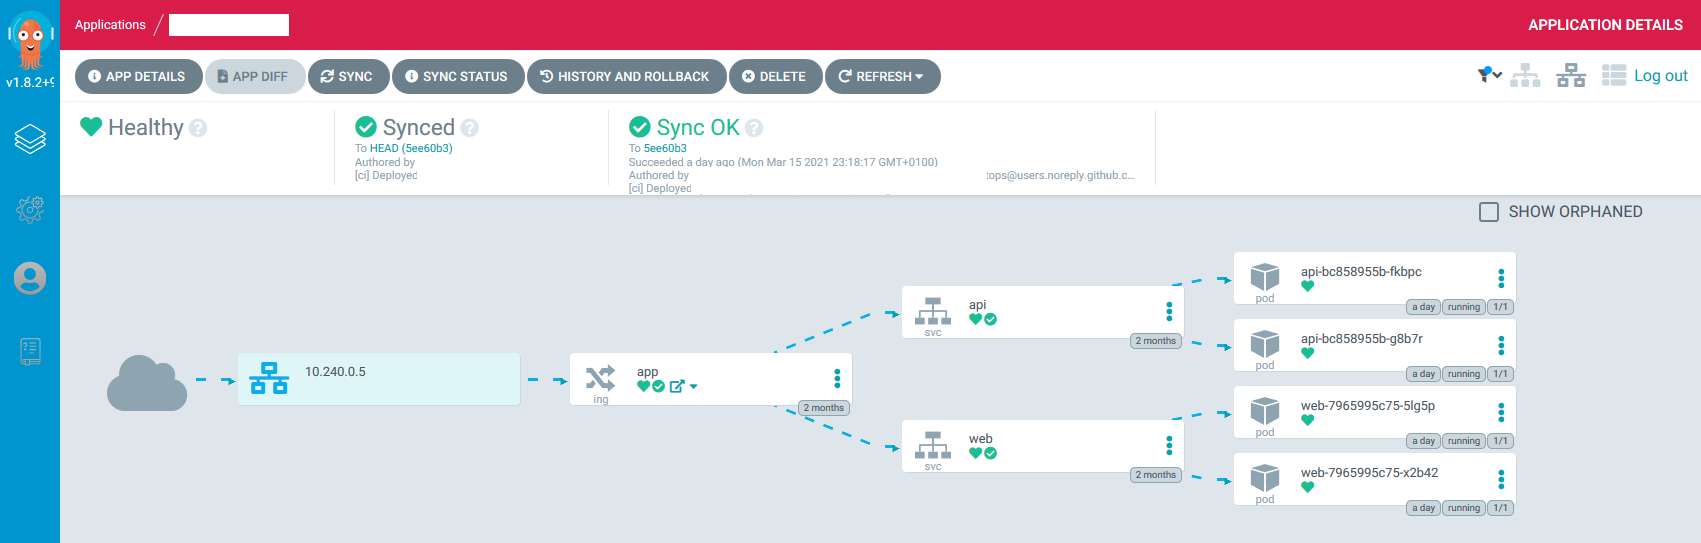 Applications /
APPLICATION DETAILS
v1.8.2+9
APP DETAILS
APP DIFF
SYNC
SYNC STATUS
HISTORY AND ROLLBACK
DELETE
REFRESH
Log out
Healthy
Synced
To HEAD (5ee60b3)
Authored by
[ci] Deployed
Sync OK
To 5ee60b3
Succeeded a day ago (Mon Mar 15 2021 23:18:17 GMT+0100)
Authored by
tops@users.noreply.github.c...
[ci] Deployed
SHOW ORPHANED
10.240.0.5
app
ing
2 months
api
svc
2 months
web
svc
2 months
api-bc858955b-fkbpc
pod
a day running 1/1
api-bc858955b-g8b7r
pod
a day running 1/1
web-7965995c75-5lg5p
pod
a day running 1/1
web-7965995c75-x2b42
pod
a day running 1/1